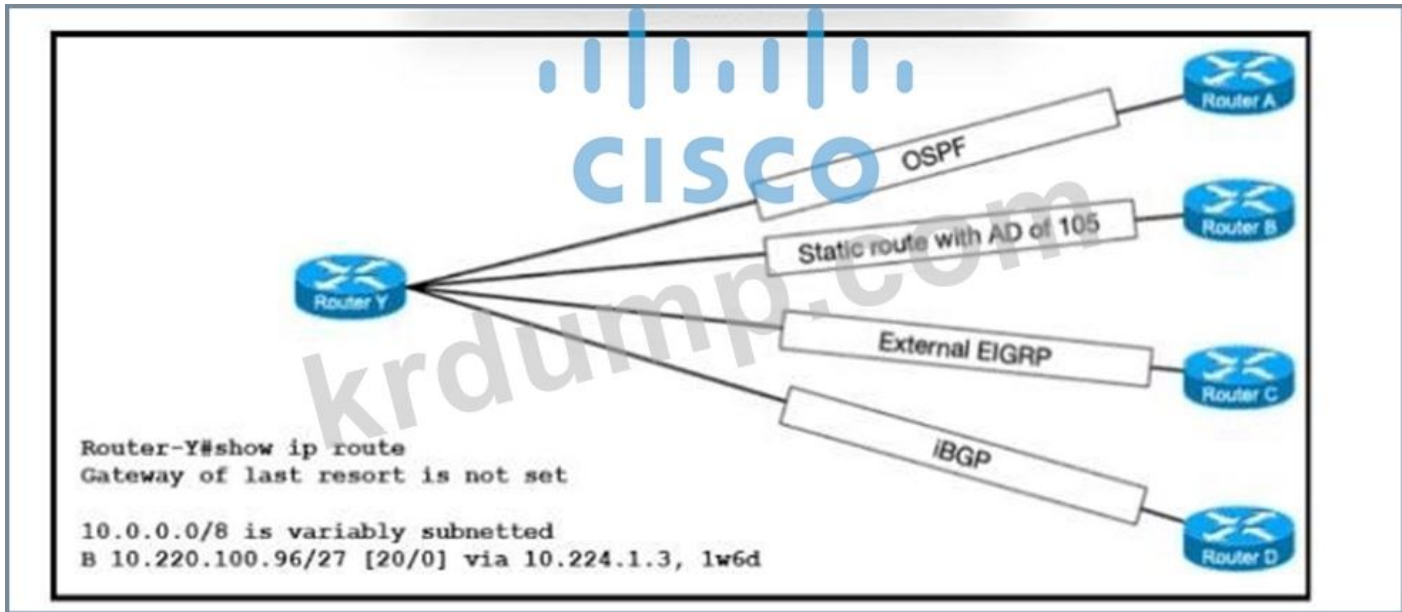 CISCO
Router A
OSPF
Router B
Static route with AD of 105
Router Y
External EIGRP
Router C
iBGP
Router D
krdump.com
Router-Y#show ip route
Gateway of last resort is not set
10.0.0.0/8 is variably subnetted
B 10.220.100.96/27 [20/0] via 10.224.1.3, 1w6d